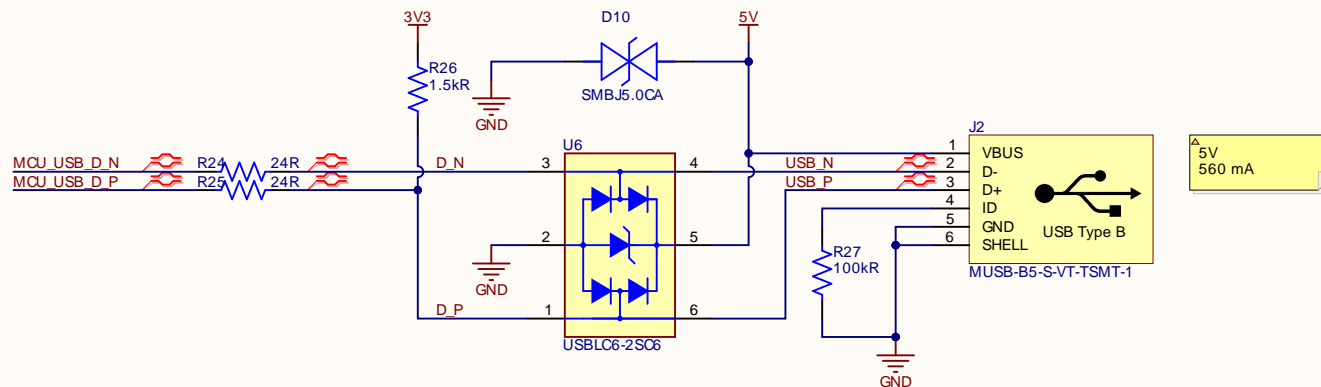 3V3
D10
5V
R26
1.5kR
SMBJ5.0CA
GND
U6
J2
MCU_USB_D_N
R24
24R
D_N
3
4
USB_N
1
VBUS
2
D-
MCU_USB_D_P
R25
24R
USB_P
3
D+
4
ID
5
GND
6
SHELL
USB Type B
MUSB-B5-S-VT-TSMT-1
5V
560 mA
2
5
GND
R27
100kR
D_P
1
6
USBLC6-2SC6
GND